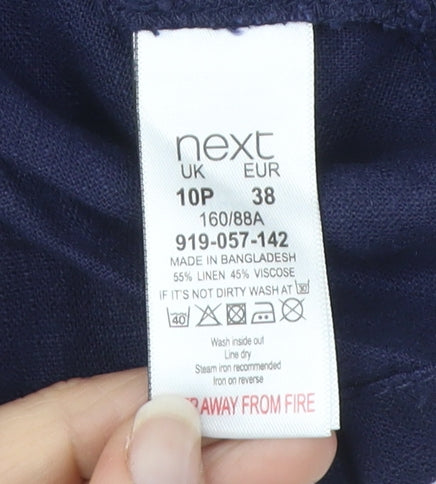 next
UK EUR
10P 38
160/88A
919-057-142
MADE IN BANGLADESH
55% LINEN 45% VISCOSE
IF IT'S NOT DIRTY WASH AT 30
40
Wash inside out
Line dry
Steam iron recommended
Iron on reverse
AWAY FROM FIRE